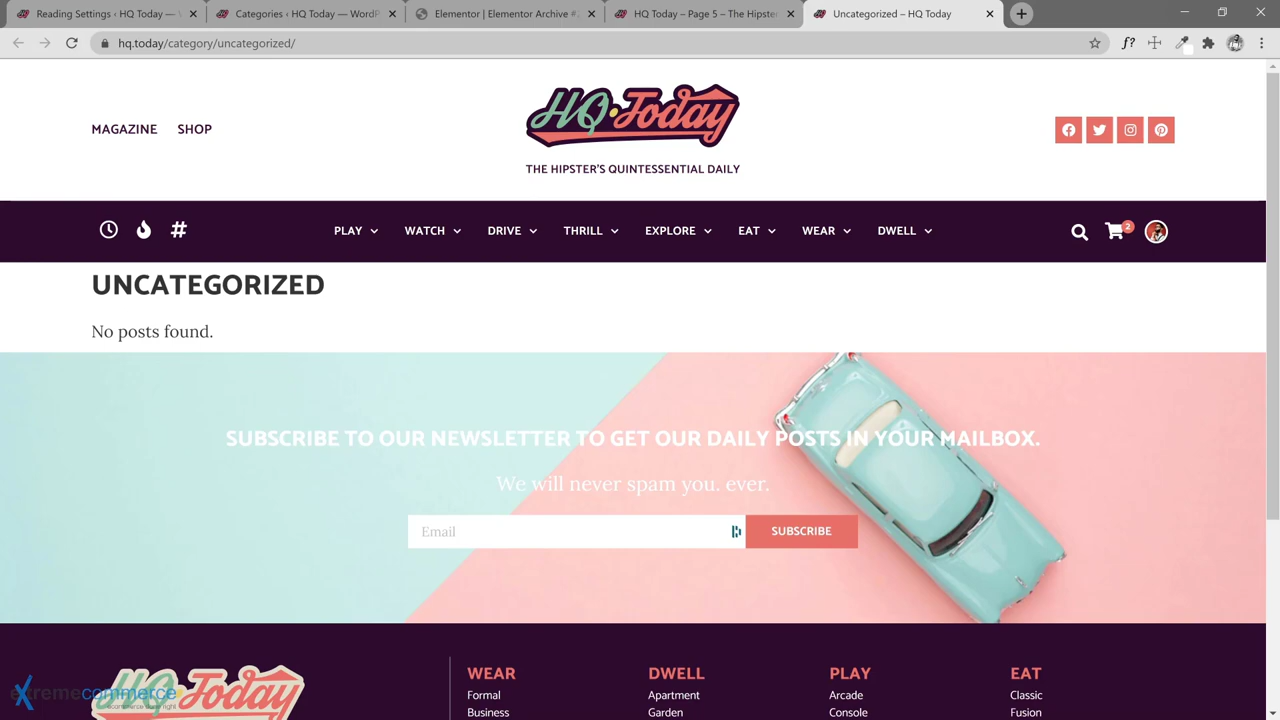 Reading Settings ‹ HQ Today —
Categories ‹ HQ Today — WordP
Elementor | Elementor Archive #
HQ Today – Page 5 – The Hipster
Uncategorized – HQ Today
hq.today/category/uncategorized/
f?
MAGAZINE
SHOP
HQ Today
THE HIPSTER'S QUINTESSENTIAL DAILY
#
PLAY
WATCH
DRIVE
THRILL
EXPLORE
EAT
WEAR
DWELL
2
UNCATEGORIZED
No posts found.
SUBSCRIBE TO OUR NEWSLETTER TO GET OUR DAILY POSTS IN YOUR MAILBOX.
We will never spam you. ever.
Email
SUBSCRIBE
HQ Today
extremecommerce
ecommerce done right
WEAR
Formal
Business
DWELL
Apartment
Garden
PLAY
Arcade
Console
EAT
Classic
Fusion